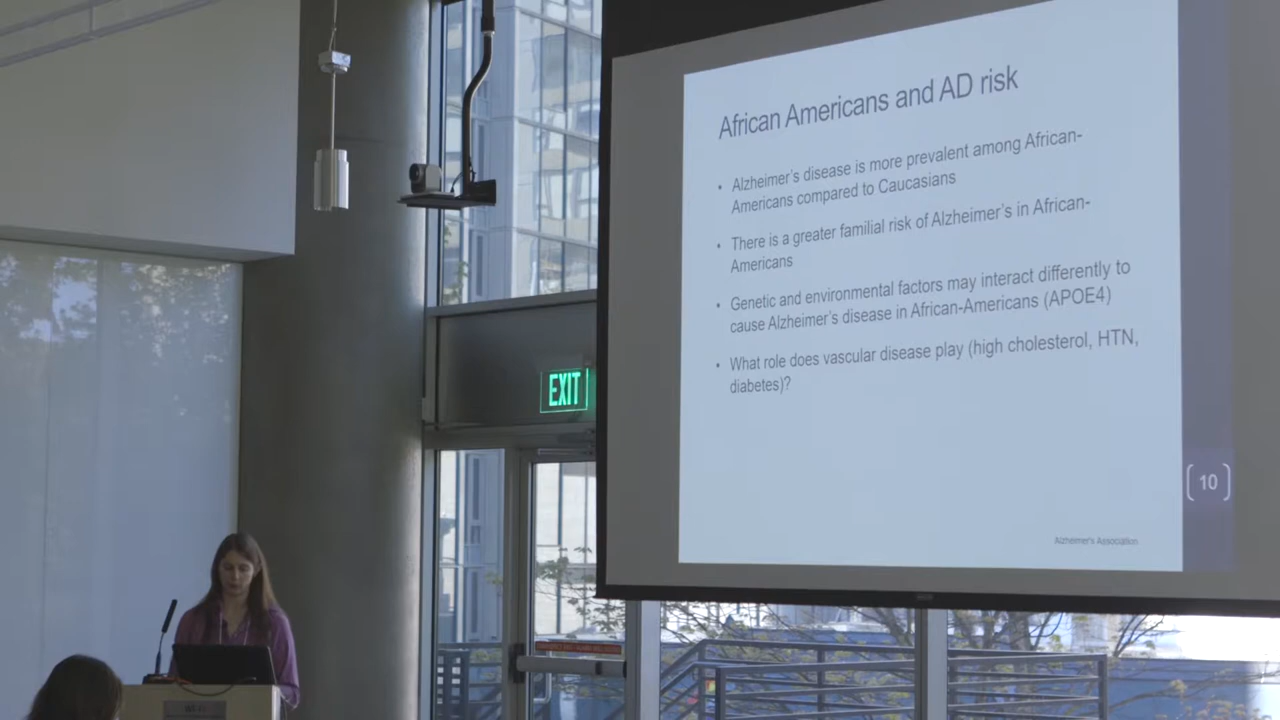 African Americans and AD risk
• Alzheimer's disease is more prevalent among African-
Americans compared to Caucasians
• There is a greater familial risk of Alzheimer's in African-
Americans
• Genetic and environmental factors may interact differently to
cause Alzheimer's disease in African-Americans (APOE4)
• What role does vascular disease play (high cholesterol, HTN,
diabetes)?
EXIT
10
Alzheimer's Association